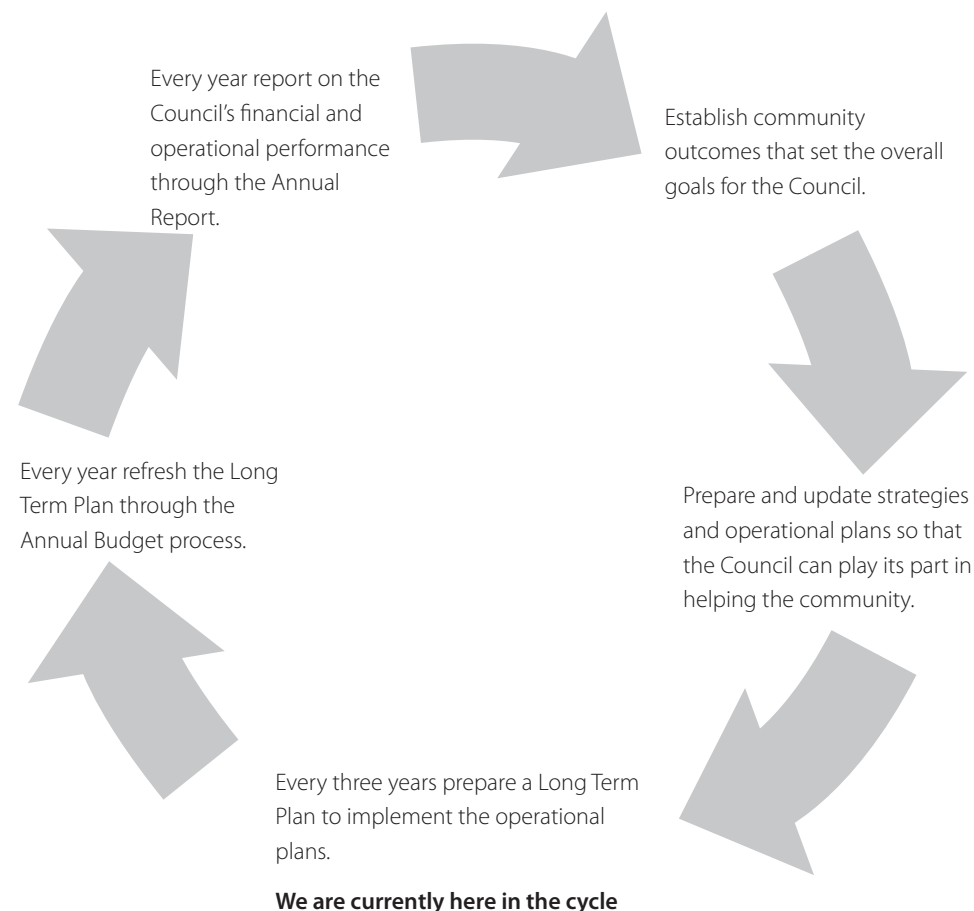 Every year report on the
Council’s financial and
operational performance
through the Annual
Report.
Establish community
outcomes that set the overall
goals for the Council.
Prepare and update strategies
and operational plans so that
the Council can play its part in
helping the community.
Every three years prepare a Long Term
Plan to implement the operational
plans.
We are currently here in the cycle
Every year refresh the Long
Term Plan through the
Annual Budget process.